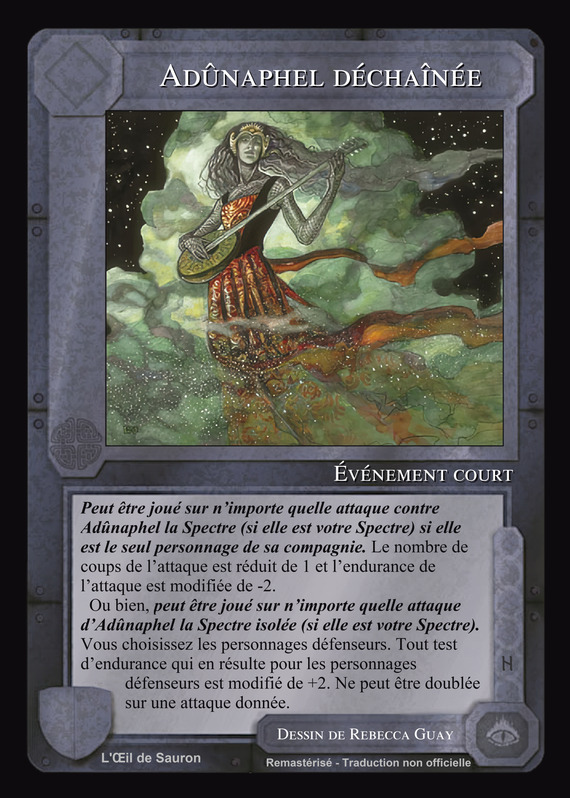 Adûnaphel déchaînée
Événement court
Peut être joué sur n'importe quelle attaque contre
Adûnaphel la Spectre (si elle est votre Spectre) si elle
est le seul personnage de sa compagnie. Le nombre de
coups de l'attaque est réduit de 1 et l'endurance de
l'attaque est modifiée de -2.
Ou bien, peut être joué sur n'importe quelle attaque
d'Adûnaphel la Spectre isolée (si elle est votre Spectre).
Vous choisissez les personnages défenseurs. Tout test
d'endurance qui en résulte pour les personnages
défenseurs est modifié de +2. Ne peut être doublée
sur une attaque donnée.
Dessin de Rebecca Guay
L'Œil de Sauron
Remastérisé - Traduction non officielle